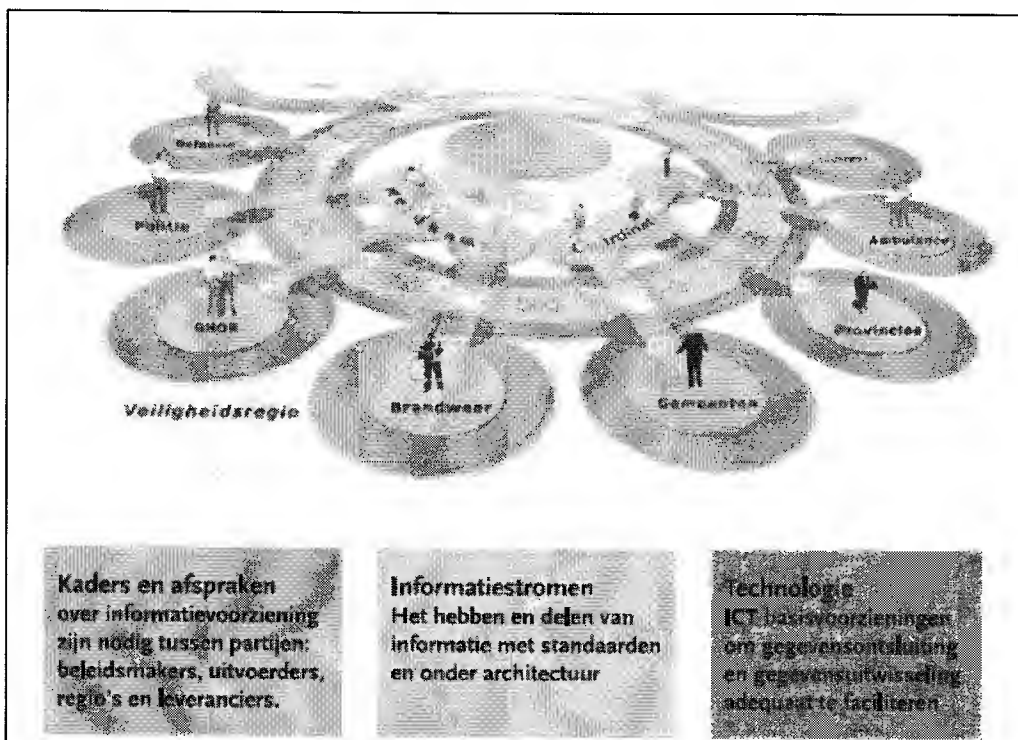 Defensie
Politie
Ambulance
GHOR
Provincies
Brandweer
Gemeenten
Veiligheidsregio
Kaders en afspraken
over informatievoorziening
zijn nodig tussen partijen:
beleidsmakers, uitvoerders,
regio's en leveranciers.
Informatiestromen
Het hebben en delen van
informatie met standaarden
en onder architectuur
Technologie
ICT basisvoorzieningen
om gegevensontsluiting
en gegevensuitwisseling
adequaat te faciliteren